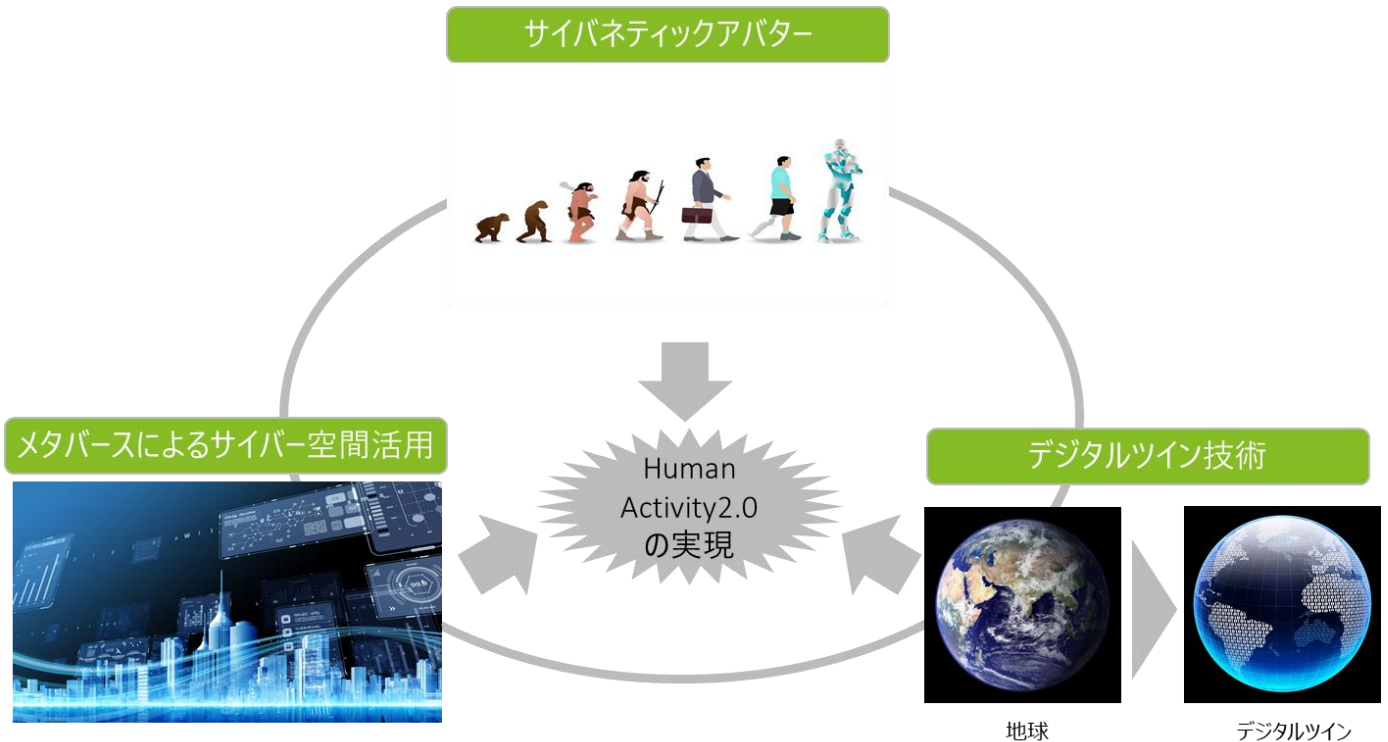 サイバネティックアバター
メタバースによるサイバー空間活用
Human
Activity2.0
の実現
デジタルツイン技術
地球
デジタルツイン